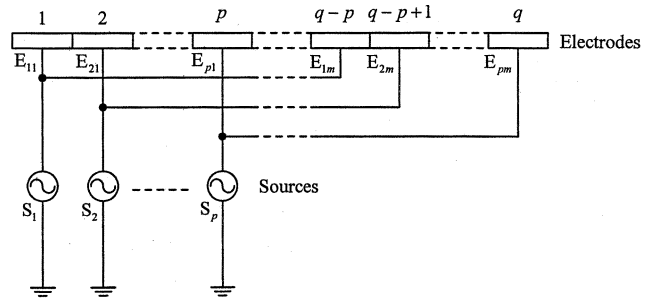 1 2 p q − p q − p + 1 q
Electrodes
E₁₁ E₂₁ Eₚ₁ E₁ₘ E₂ₘ Eₚₘ
Sources
S₁ S₂ Sₚ